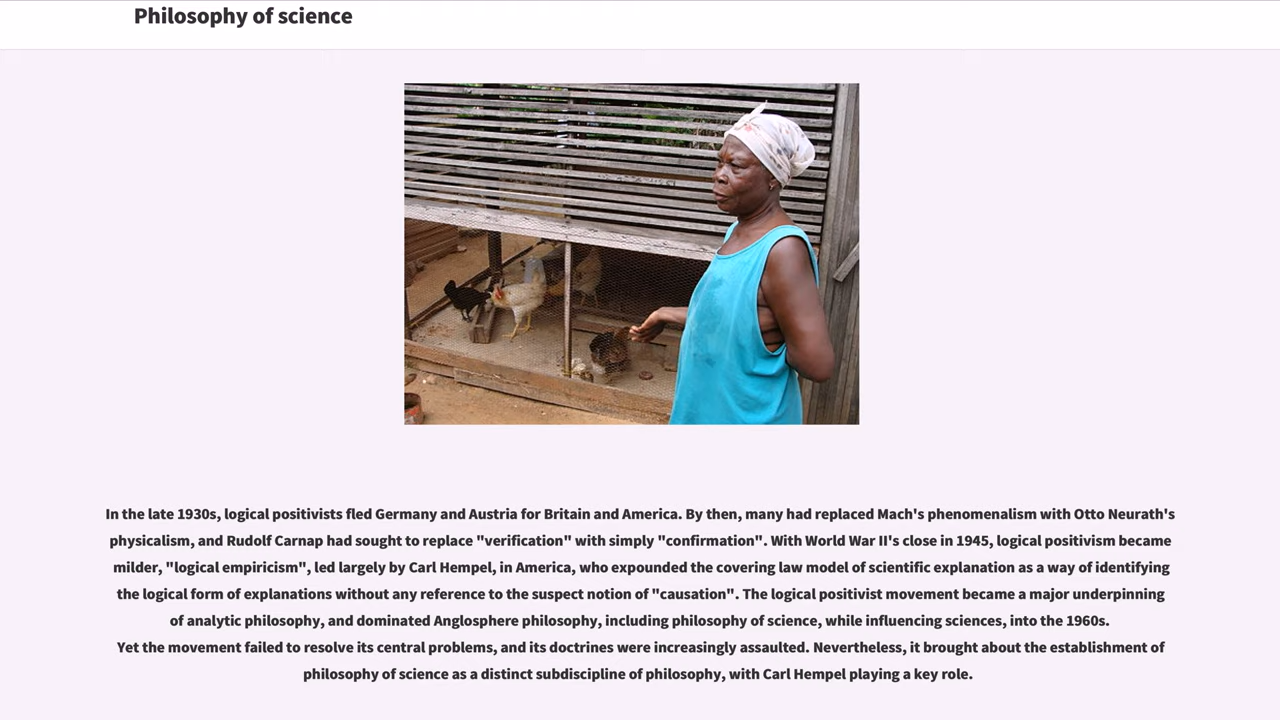 Philosophy of science
In the late 1930s, logical positivists fled Germany and Austria for Britain and America. By then, many had replaced Mach's phenomenalism with Otto Neurath's
physicalism, and Rudolf Carnap had sought to replace "verification" with simply "confirmation". With World War II's close in 1945, logical positivism became
milder, "logical empiricism", led largely by Carl Hempel, in America, who expounded the covering law model of scientific explanation as a way of identifying
the logical form of explanations without any reference to the suspect notion of "causation". The logical positivist movement became a major underpinning
of analytic philosophy, and dominated Anglosphere philosophy, including philosophy of science, while influencing sciences, into the 1960s.
Yet the movement failed to resolve its central problems, and its doctrines were increasingly assaulted. Nevertheless, it brought about the establishment of
philosophy of science as a distinct subdiscipline of philosophy, with Carl Hempel playing a key role.